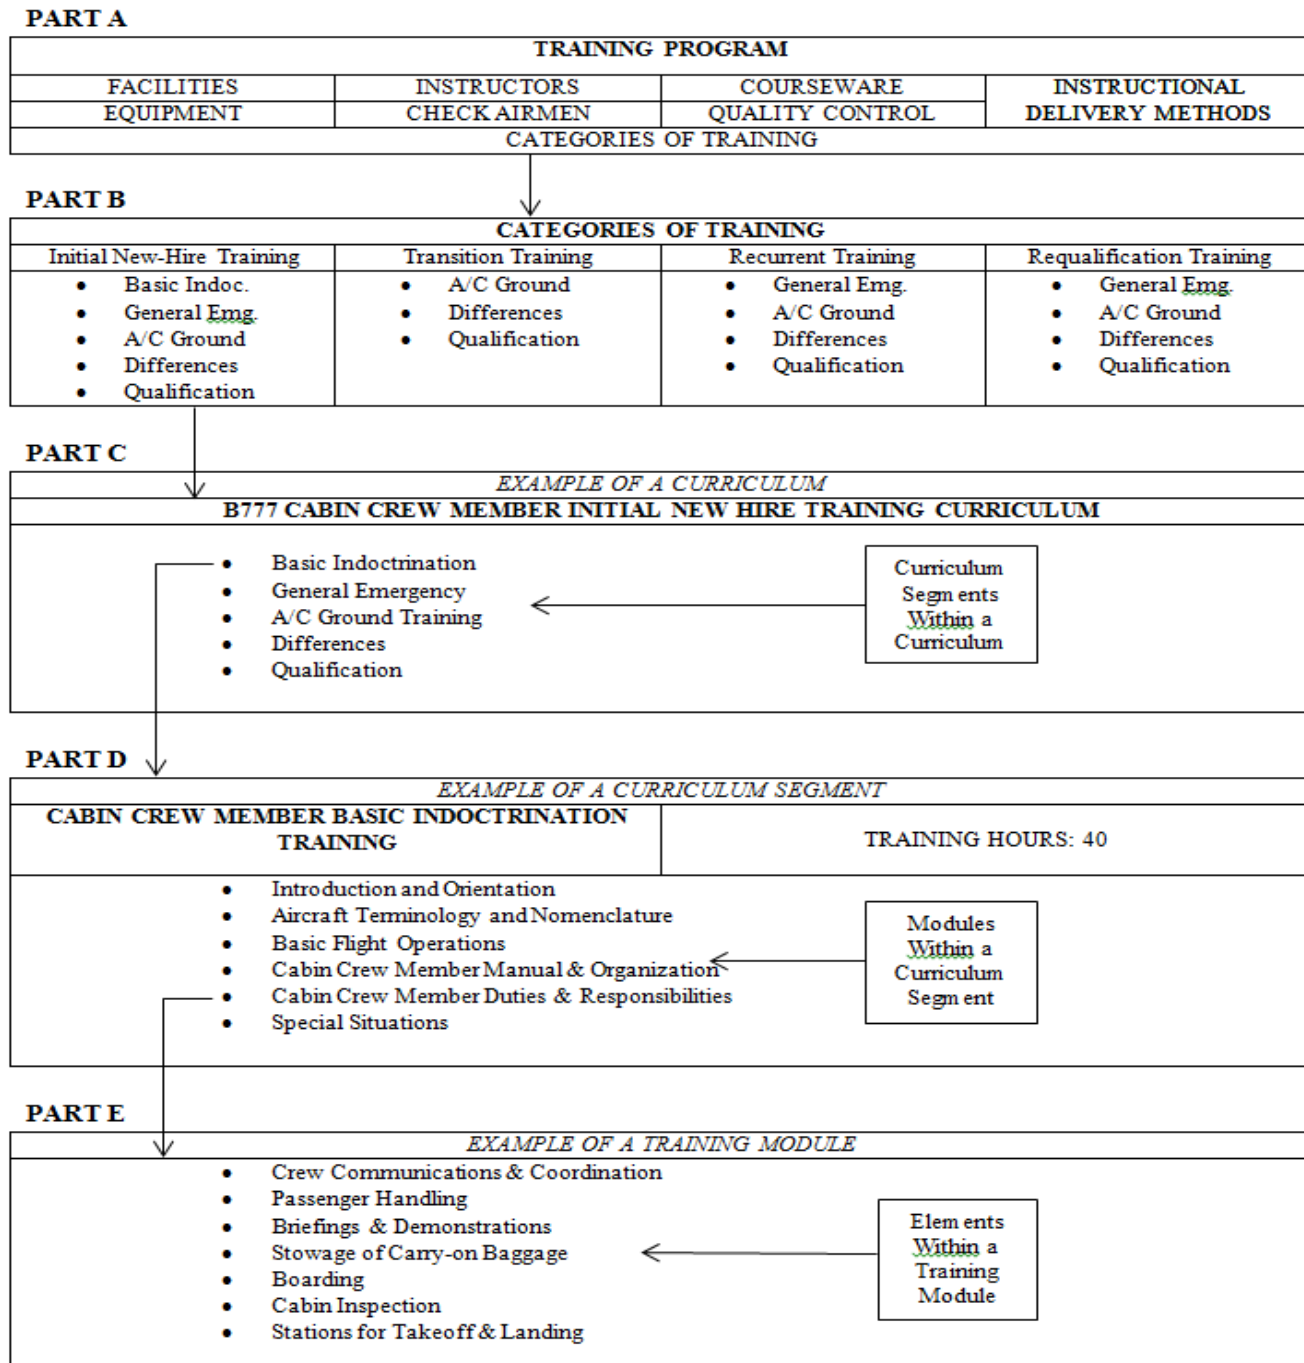 PART A
TRAINING PROGRAM
FACILITIES INSTRUCTORS COURSEWARE INSTRUCTIONAL
EQUIPMENT CHECK AIRMEN QUALITY CONTROL DELIVERY METHODS
CATEGORIES OF TRAINING
PART B
CATEGORIES OF TRAINING
Initial New-Hire Training Transition Training Recurrent Training Requalification Training
• Basic Indoc. • A/C Ground • General Emg. • General Emg.
• General Emg. • Differences • A/C Ground • A/C Ground
• A/C Ground • Qualification • Differences • Differences
• Differences • Qualification • Qualification
• Qualification
PART C
EXAMPLE OF A CURRICULUM
B777 CABIN CREW MEMBER INITIAL NEW HIRE TRAINING CURRICULUM
• Basic Indoctrination
• General Emergency
• A/C Ground Training
• Differences
• Qualification
Curriculum
Segments
Within a
Curriculum
PART D
EXAMPLE OF A CURRICULUM SEGMENT
CABIN CREW MEMBER BASIC INDOCTRINATION
TRAINING
TRAINING HOURS: 40
• Introduction and Orientation
• Aircraft Terminology and Nomenclature
• Basic Flight Operations
• Cabin Crew Member Manual & Organization
• Cabin Crew Member Duties & Responsibilities
• Special Situations
Modules
Within a
Curriculum
Segment
PART E
EXAMPLE OF A TRAINING MODULE
• Crew Communications & Coordination
• Passenger Handling
• Briefings & Demonstrations
• Stowage of Carry-on Baggage
• Boarding
• Cabin Inspection
• Stations for Takeoff & Landing
Elements
Within a
Training
Module